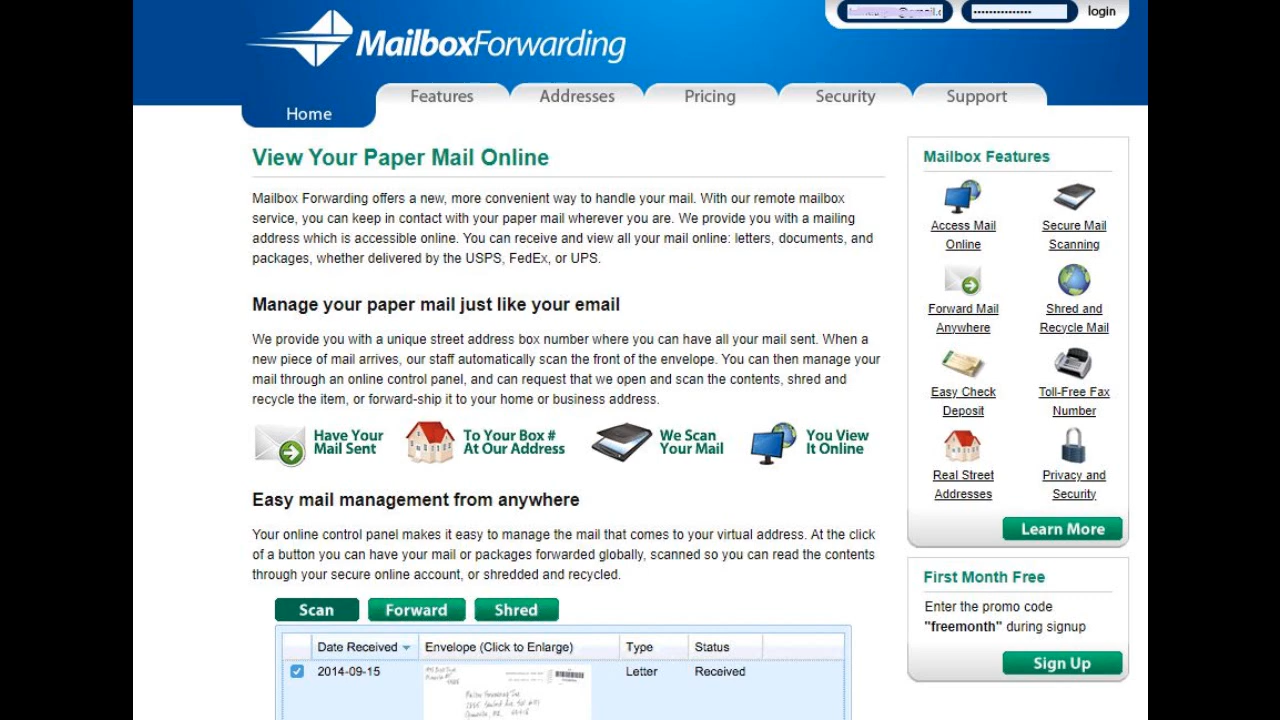 @gmail.c
login
MailboxForwarding
Home
Features
Addresses
Pricing
Security
Support
View Your Paper Mail Online
Mailbox Forwarding offers a new, more convenient way to handle your mail. With our remote mailbox
service, you can keep in contact with your paper mail wherever you are. We provide you with a mailing
address which is accessible online. You can receive and view all your mail online: letters, documents, and
packages, whether delivered by the USPS, FedEx, or UPS.
Manage your paper mail just like your email
We provide you with a unique street address box number where you can have all your mail sent. When a
new piece of mail arrives, our staff automatically scan the front of the envelope. You can then manage your
mail through an online control panel, and can request that we open and scan the contents, shred and
recycle the item, or forward-ship it to your home or business address.
Have Your
Mail Sent
To Your Box #
At Our Address
We Scan
Your Mail
You View
It Online
Easy mail management from anywhere
Your online control panel makes it easy to manage the mail that comes to your virtual address. At the click
of a button you can have your mail or packages forwarded globally, scanned so you can read the contents
through your secure online account, or shredded and recycled.
Scan
Forward
Shred
Date Received
Envelope (Click to Enlarge)
Type
Status
2014-09-15
Letter
Received
Mailbox Features
Access Mail
Online
Secure Mail
Scanning
Forward Mail
Anywhere
Shred and
Recycle Mail
Easy Check
Deposit
Toll-Free Fax
Number
Real Street
Addresses
Privacy and
Security
Learn More
First Month Free
Enter the promo code
"freemonth" during signup
Sign Up